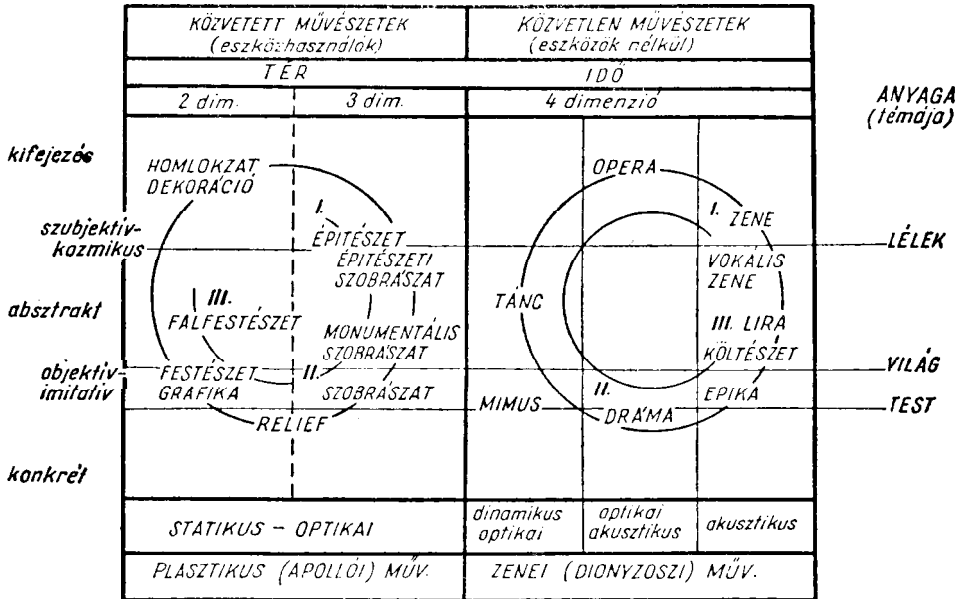 KÖZVETETT MŰVÉSZETEK
(eszközhasználók)
KÖZVETLEN MŰVÉSZETEK
(eszközök nélkül)
TÉR
IDŐ
2 dim.
3 dim.
4 dimenzió
ANYAGA
(témája)
kifejezés
szubjektív-
kozmikus
absztrakt
objektív-
imitatív
konkrét
HOMLOKZAT
DEKORÁCIÓ
I.
ÉPITÉSZET
ÉPITÉSZETI
SZOBRÁSZAT
III.
FALFESTÉSZET
MONUMENTÁLIS
SZOBRÁSZAT
FESTÉSZET
GRAFIKA
II.
SZOBRÁSZAT
RELIEF
OPERA
I. ZENE
VOKÁLIS
ZENE
TÁNC
III. LIRA
KÖLTÉSZET
II.
EPIKA
MIMUS
DRÁMA
LÉLEK
VILÁG
TEST
STATIKUS - OPTIKAI
dinamikus
optikai
optikai
akusztikus
akusztikus
PLASZTIKUS (APOLLÓI) MŰV.
ZENEI (DIONYZOSZI) MŰV.